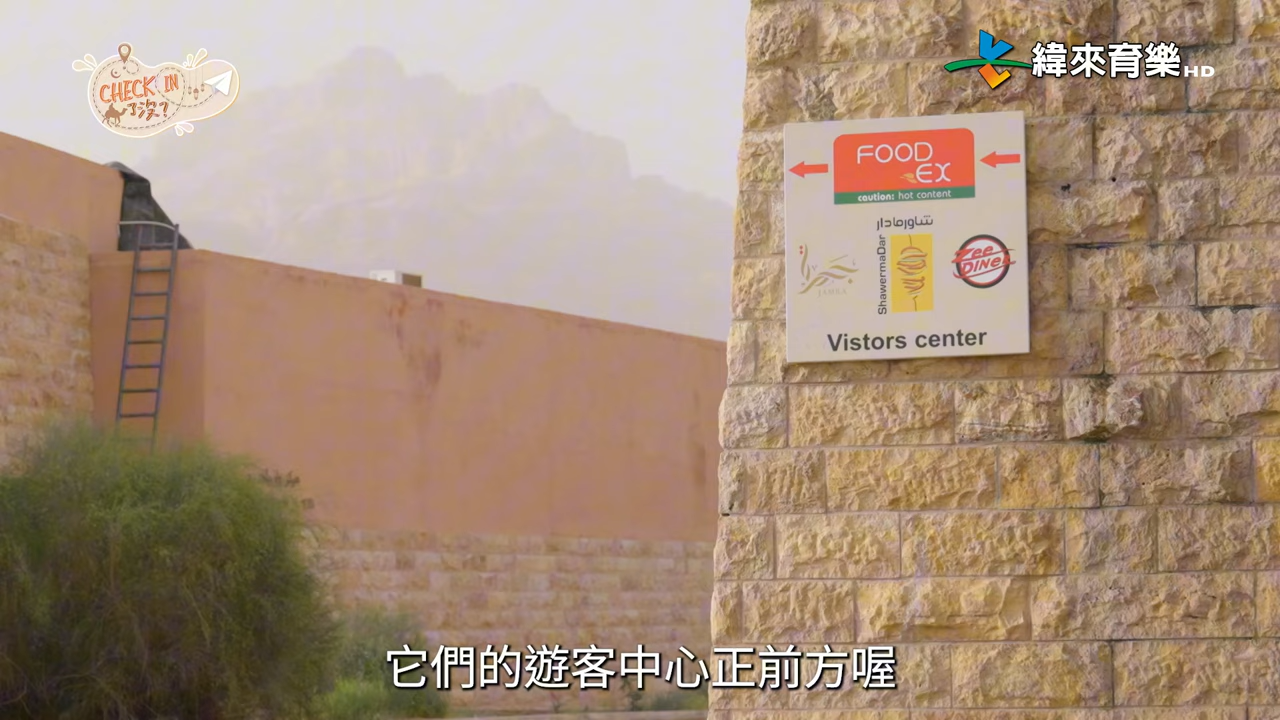 CHECK IN
了沒?
緯來育樂HD
FOOD
EX
caution: hot content
شاورمادار
ShawermaDar
Zee
DINER
Vistors center
它們的遊客中心正前方喔